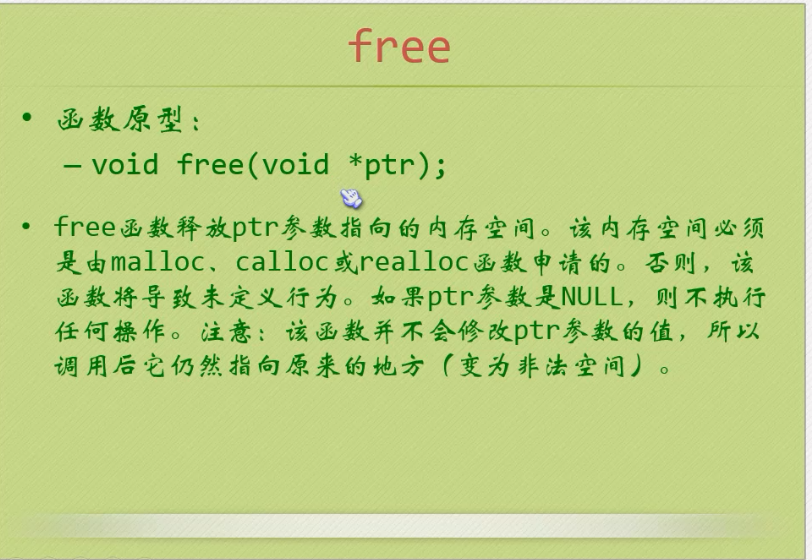 free
• 函数原型：
– void free(void *ptr);
• free函数释放ptr参数指向的内存空间。该内存空间必须
是由malloc、calloc或realloc函数申请的。否则，该
函数将导致未定义行为。如果ptr参数是NULL，则不执行
任何操作。注意：该函数并不会修改ptr参数的值，所以
调用后它仍然指向原来的地方（变为非法空间）。